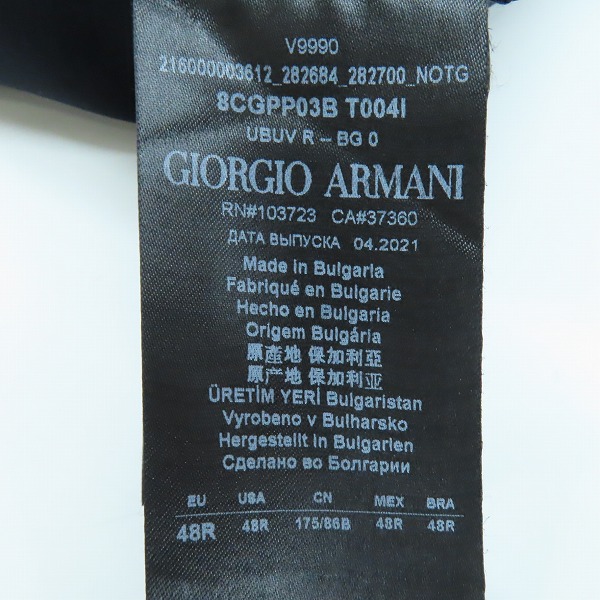 V9990
216000003612_282684_282700_NOTG
8CGPP03B T004I
UBUV R – BG 0
GIORGIO ARMANI
RN#103723 CA#37360
ДАТА ВЫПУСКА 04.2021
Made in Bulgaria
Fabriqué en Bulgarie
Hecho en Bulgaria
Origem Bulgária
原產地 保加利亞
原产地 保加利亚
ÜRETİM YERİ Bulgaristan
Vyrobeno v Bulharsko
Hergestellt in Bulgarien
Сделано во Болгарии
EU USA CN MEX BRA
48R 48R 175/86B 48R 48R